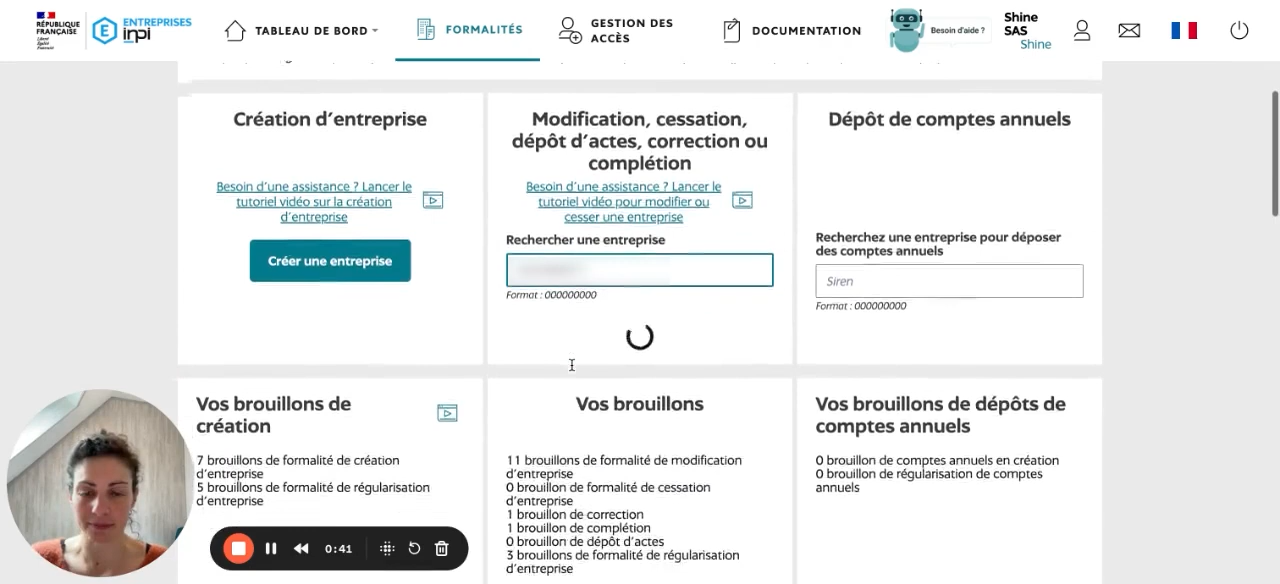 RÉPUBLIQUE
FRANÇAISE
Liberté
Égalité
Fraternité
ENTREPRISES
inpi
TABLEAU DE BORD
FORMALITÉS
GESTION DES
ACCÈS
DOCUMENTATION
Besoin d'aide ?
Shine
SAS
Shine
Création d'entreprise
Besoin d'une assistance ? Lancer le
tutoriel vidéo sur la création
d'entreprise
Créer une entreprise
Modification, cessation,
dépôt d'actes, correction ou
complétion
Besoin d'une assistance ? Lancer le
tutoriel vidéo pour modifier ou
cesser une entreprise
Rechercher une entreprise
Format : 000000000
Dépôt de comptes annuels
Recherchez une entreprise pour déposer
des comptes annuels
Siren
Format : 000000000
Vos brouillons de
création
7 brouillons de formalité de création
d'entreprise
5 brouillons de formalité de régularisation
d'entreprise
Vos brouillons
11 brouillons de formalité de modification
d'entreprise
0 brouillon de formalité de cessation
d'entreprise
1 brouillon de correction
1 brouillon de complétion
0 brouillon de dépôt d'actes
3 brouillons de formalité de régularisation
d'entreprise
Vos brouillons de dépôts de
comptes annuels
0 brouillon de comptes annuels en création
0 brouillon de régularisation de comptes
annuels
0:41